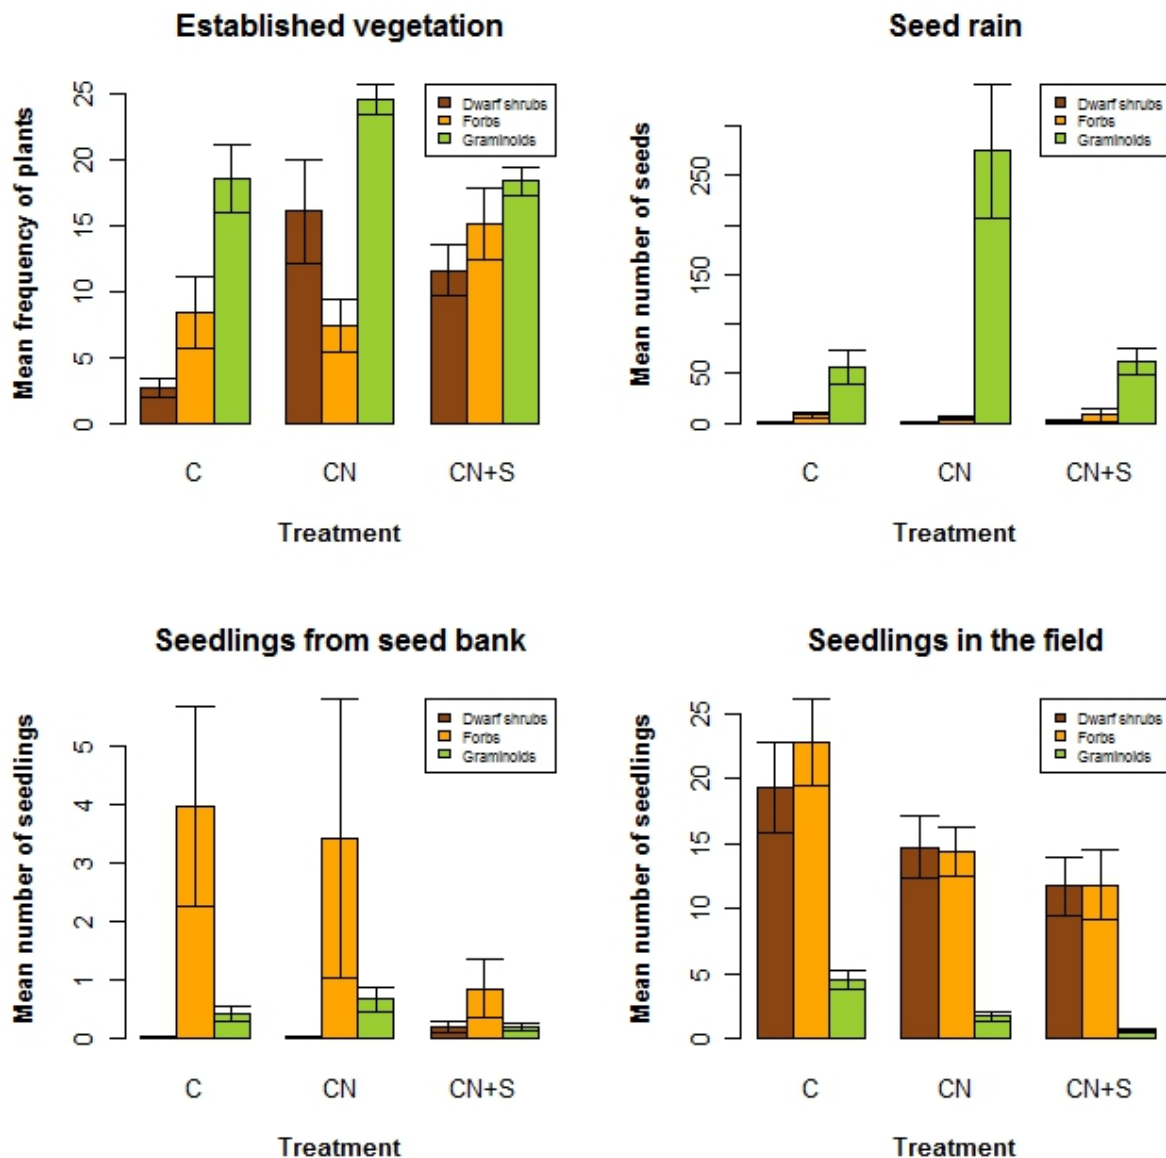 Established vegetation
Mean frequency of plants
25
20
15
10
5
0
Dwarf shrubs
Forbs
Graminoids
C
CN
CN+S
Treatment
Seed rain
Mean number of seeds
250
150
50
0
Dwarf shrubs
Forbs
Graminoids
C
CN
CN+S
Treatment
Seedlings from seed bank
Mean number of seedlings
5
4
3
2
1
0
Dwarf shrubs
Forbs
Graminoids
C
CN
CN+S
Treatment
Seedlings in the field
Mean number of seedlings
25
20
15
10
5
0
Dwarf shrubs
Forbs
Graminoids
C
CN
CN+S
Treatment